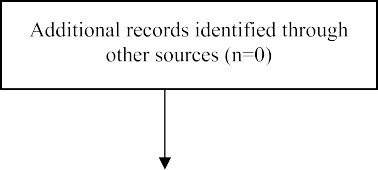 Additional records identified through
other sources (n=0)